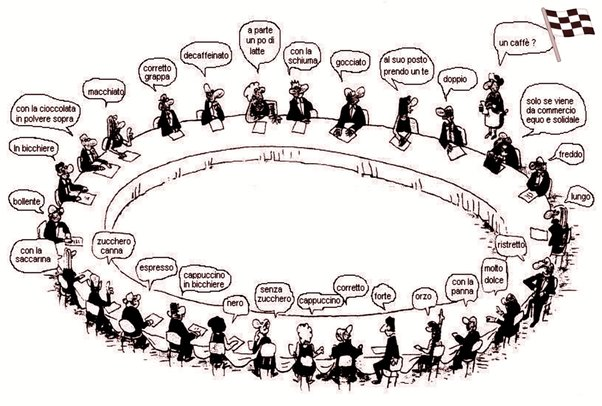 un caffè ?
solo se viene
da commercio
equo e solidale
freddo
lungo
ristretto
molto
dolce
con la
panna
orzo
forte
corretto
cappuccino
senza
zucchero
nero
cappuccino
in bicchiere
espresso
zucchero
canna
con la
saccarina
bollente
In bicchiere
con la cioccolata
in polvere sopra
macchiato
corretto
grappa
decaffeinato
a parte
un po di
latte
con la
schiuma
gocciato
al suo posto
prendo un te
doppio